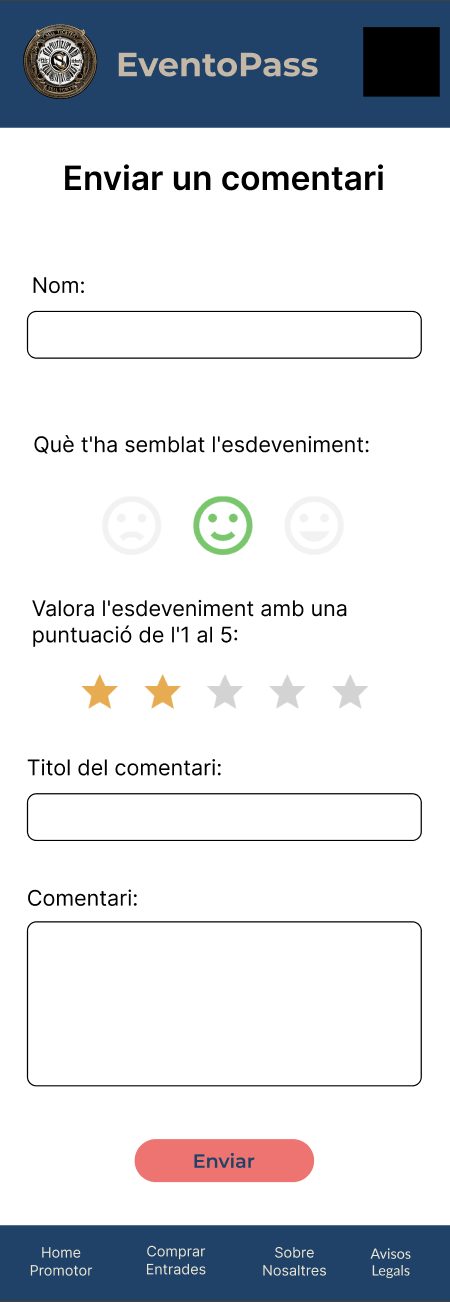 EventoPass
Enviar un comentari
Nom:
Què t'ha semblat l'esdeveniment:
Valora l'esdeveniment amb una
puntuació de l'1 al 5:
Titol del comentari:
Comentari:
Enviar
Home
Promotor
Comprar
Entrades
Sobre
Nosaltres
Avisos
Legals